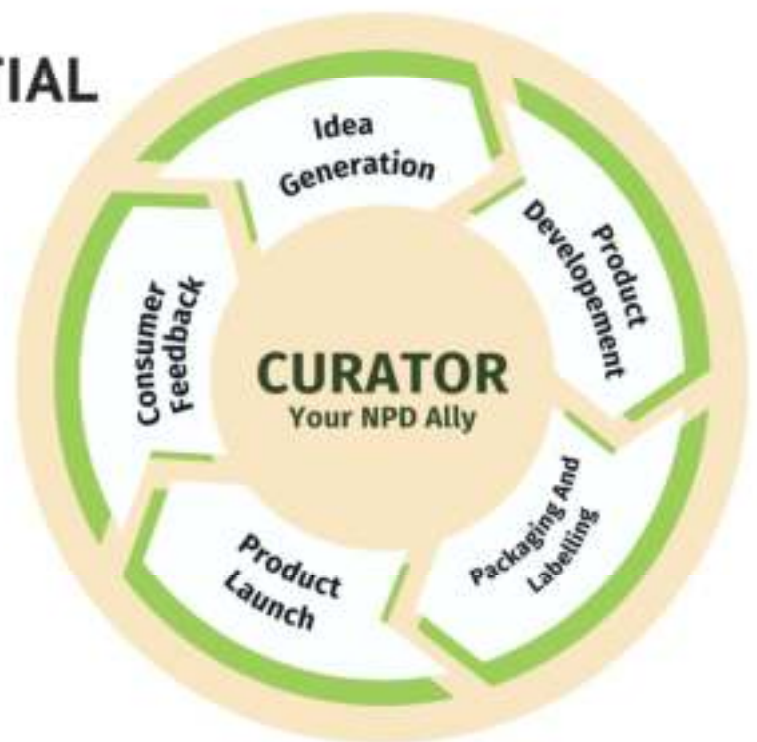 TIAL
Idea
Generation
Product
Developement
Packaging And
Labelling
Product
Launch
Consumer
Feedback
CURATOR
Your NPD Ally